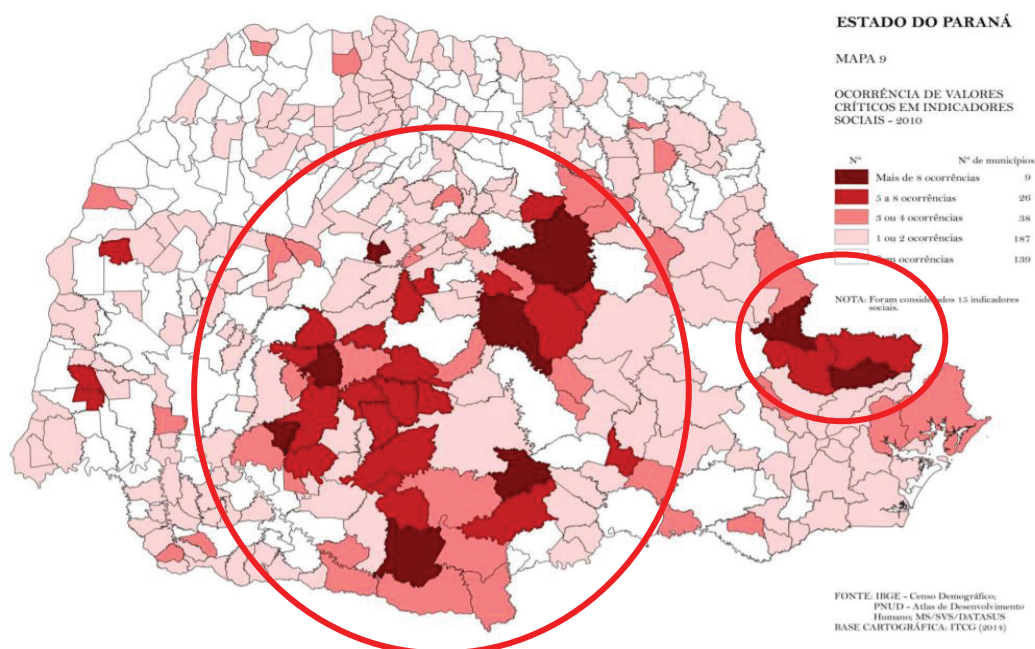 ESTADO DO PARANÁ
MAPA 9
OCORRÊNCIA DE VALORES
CRÍTICOS EM INDICADORES
SOCIAIS - 2010
Nº Nº de municípios
Mais de 8 ocorrências 9
5 a 8 ocorrências 26
3 ou 4 ocorrências 38
1 ou 2 ocorrências 187
ocorrências 139
NOTA: Foram considerados 15 indicadores
sociais.
FONTE: IBGE - Censo Demográfico;
PNUD - Atlas de Desenvolvimento
Humano; MS/SVS/DATASUS
BASE CARTOGRÁFICA: ITCG (2014)